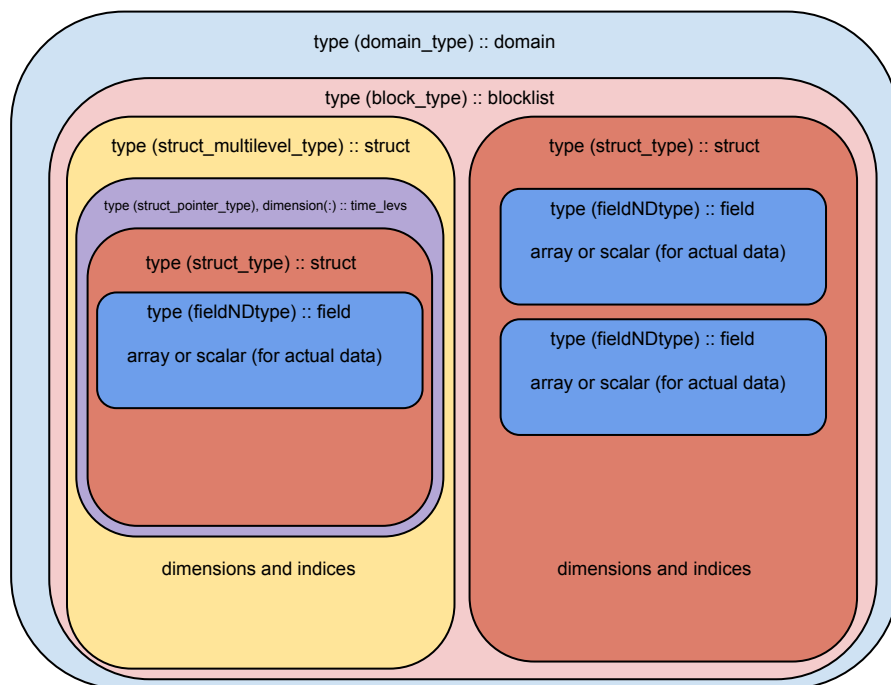 type (domain_type) :: domain
type (block_type) :: blocklist
type (struct_multilevel_type) :: struct
type (struct_pointer_type), dimension(:) :: time_levs
type (struct_type) :: struct
type (fieldNDtype) :: field
array or scalar (for actual data)
dimensions and indices
type (struct_type) :: struct
type (fieldNDtype) :: field
array or scalar (for actual data)
type (fieldNDtype) :: field
array or scalar (for actual data)
dimensions and indices